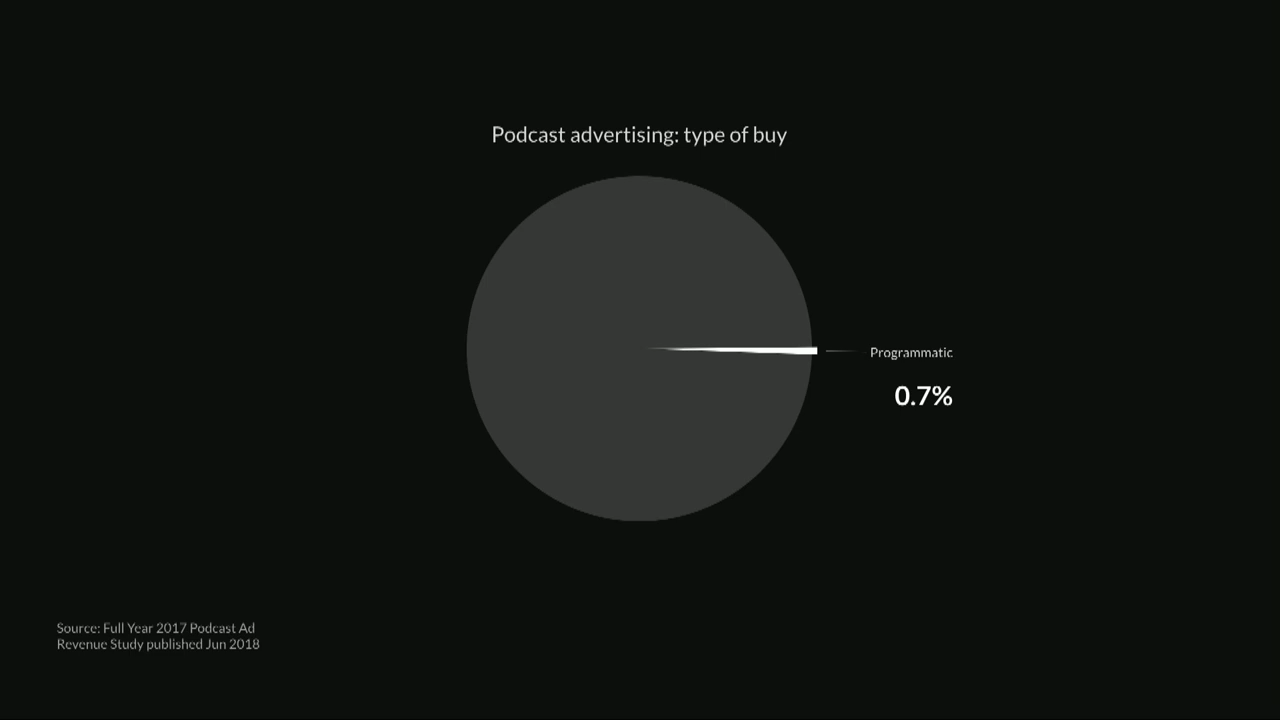 Podcast advertising: type of buy
Programmatic
0.7%
Source: Full Year 2017 Podcast Ad
Revenue Study published Jun 2018